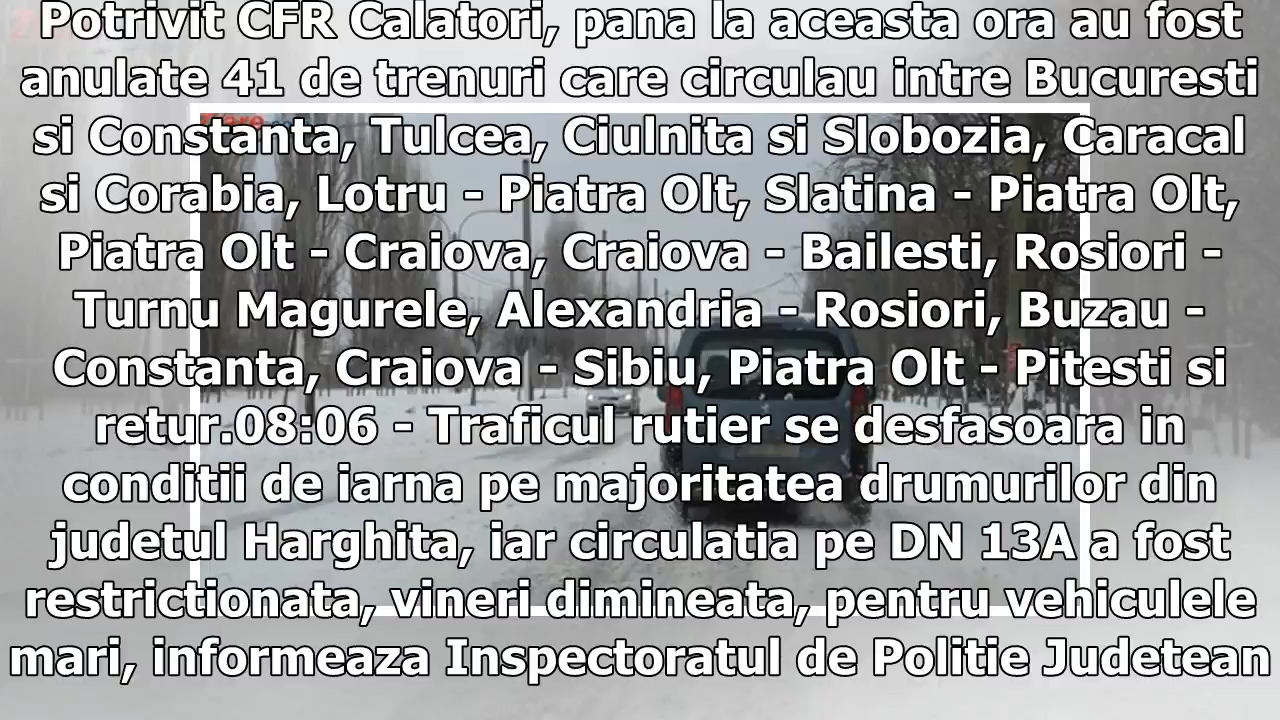 Potrivit CFR Calatori, pana la aceasta ora au fost
anulate 41 de trenuri care circulau intre Bucuresti
si Constanta, Tulcea, Ciulnita si Slobozia, Caracal
si Corabia, Lotru - Piatra Olt, Slatina - Piatra Olt,
Piatra Olt - Craiova, Craiova - Bailesti, Rosiori -
Turnu Magurele, Alexandria - Rosiori, Buzau -
Constanta, Craiova - Sibiu, Piatra Olt - Pitesti si
retur.08:06 - Traficul rutier se desfasoara in
conditii de iarna pe majoritatea drumurilor din
judetul Harghita, iar circulatia pe DN 13A a fost
restrictionata, vineri dimineata, pentru vehiculele
mari, informeaza Inspectoratul de Politie Judetean